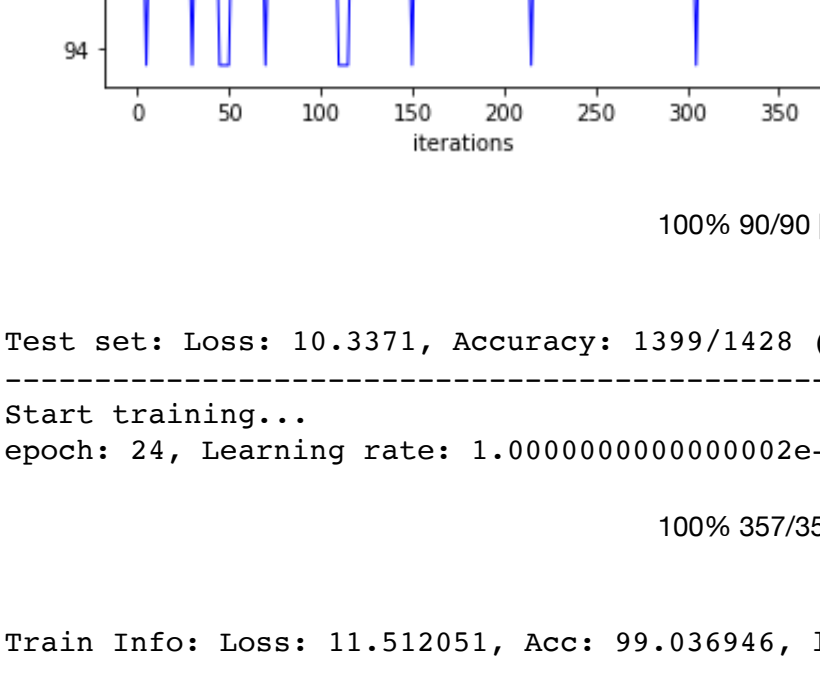 94
0 50 100 150 200 250 300 350
iterations
100% 90/90
Test set: Loss: 10.3371, Accuracy: 1399/1428 (
--------------------------------------------
Start training...
epoch: 24, Learning rate: 1.0000000000000002e-
100% 357/35
Train Info: Loss: 11.512051, Acc: 99.036946, l